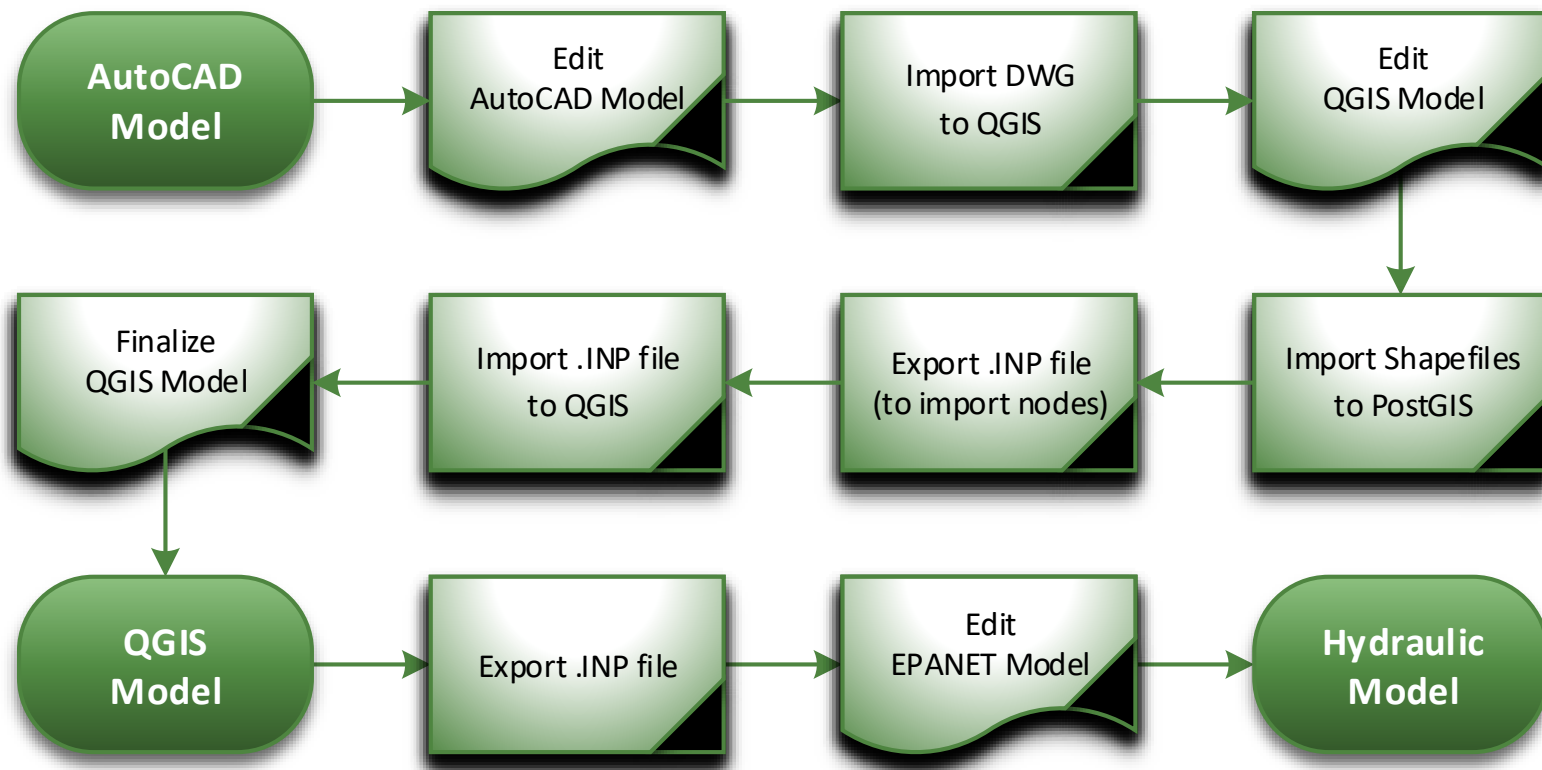 AutoCAD
Model
Edit
AutoCAD Model
Import DWG
to QGIS
Edit
QGIS Model
Import Shapefiles
to PostGIS
Export .INP file
(to import nodes)
Import .INP file
to QGIS
Finalize
QGIS Model
QGIS
Model
Export .INP file
Edit
EPANET Model
Hydraulic
Model